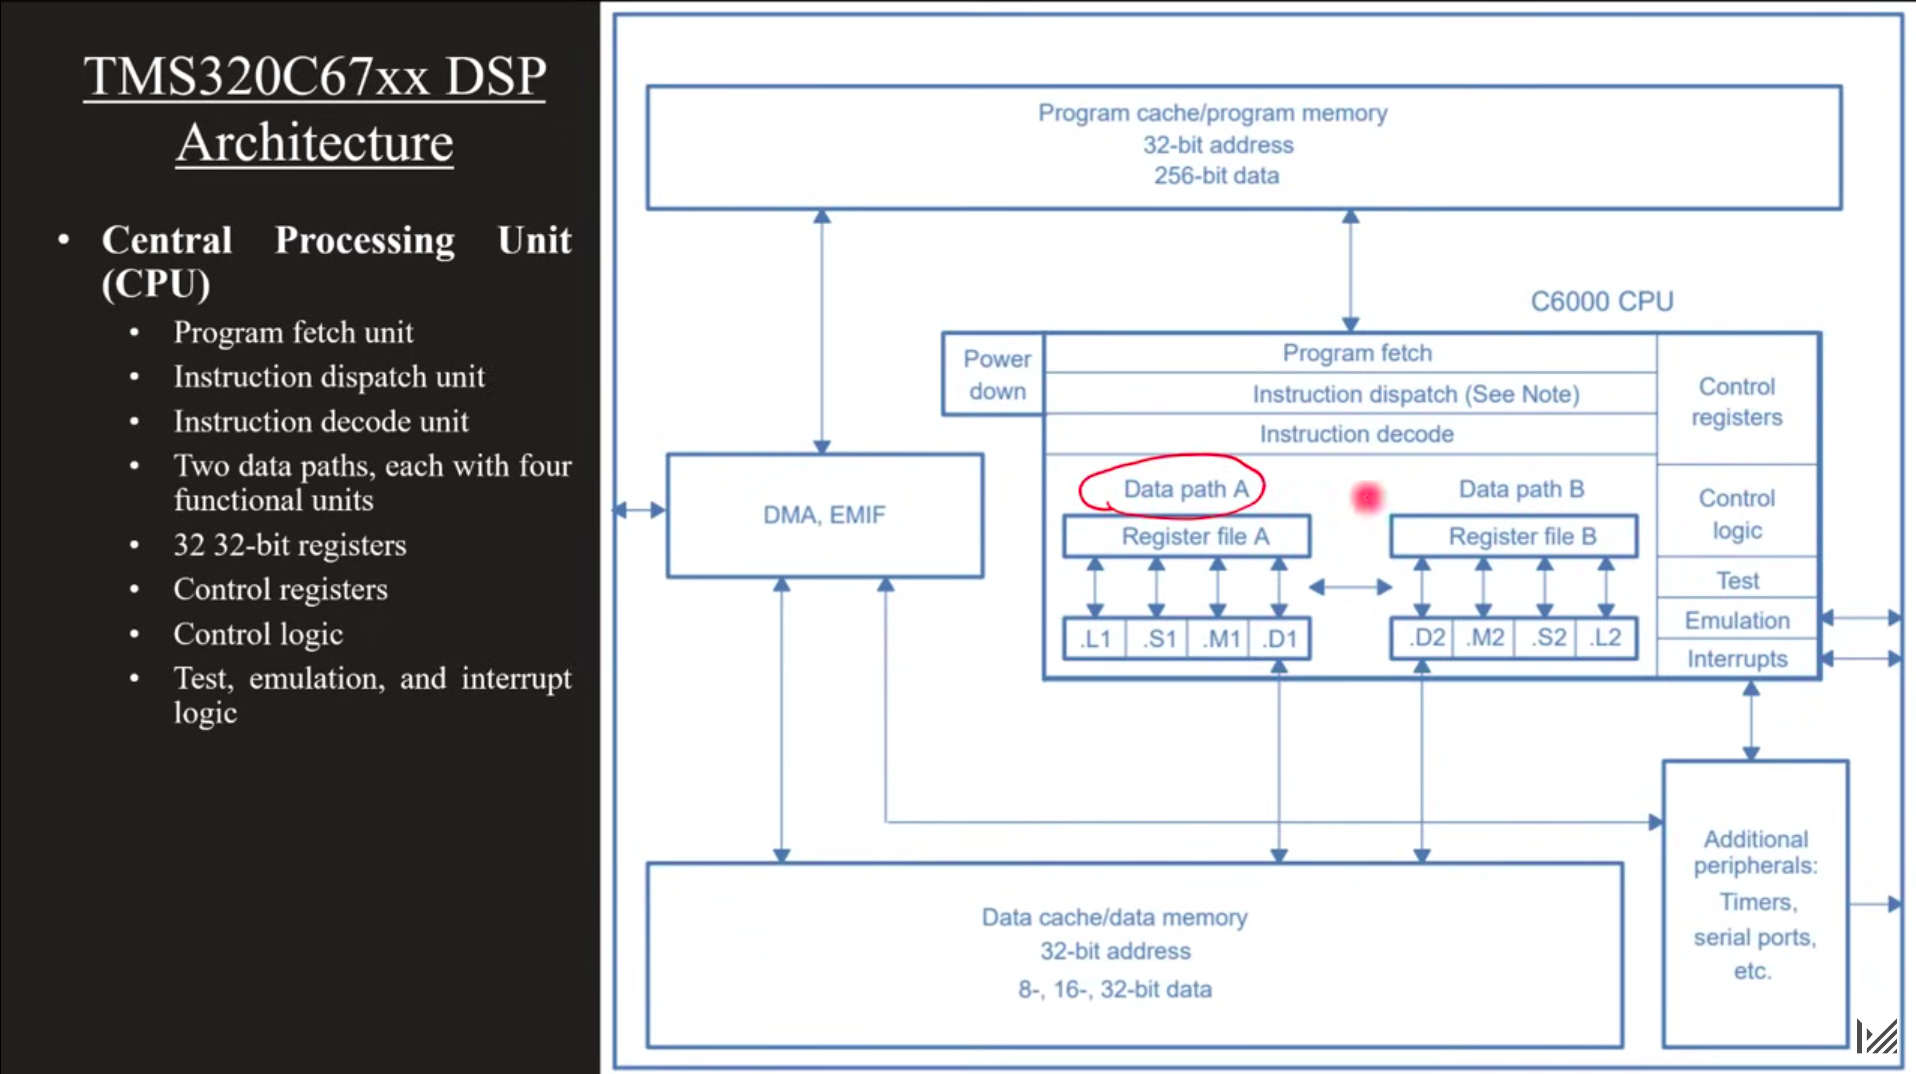 TMS320C67xx DSP
Architecture
• Central Processing Unit
(CPU)
• Program fetch unit
• Instruction dispatch unit
• Instruction decode unit
• Two data paths, each with four
functional units
• 32 32-bit registers
• Control registers
• Control logic
• Test, emulation, and interrupt
logic
Program cache/program memory
32-bit address
256-bit data
C6000 CPU
Power
down
Program fetch
Instruction dispatch (See Note)
Instruction decode
Control
registers
Data path A
Data path B
Control
logic
Register file A
Register file B
Test
Emulation
Interrupts
.L1 .S1 .M1 .D1
.D2 .M2 .S2 .L2
DMA, EMIF
Data cache/data memory
32-bit address
8-, 16-, 32-bit data
Additional
peripherals:
Timers,
serial ports,
etc.